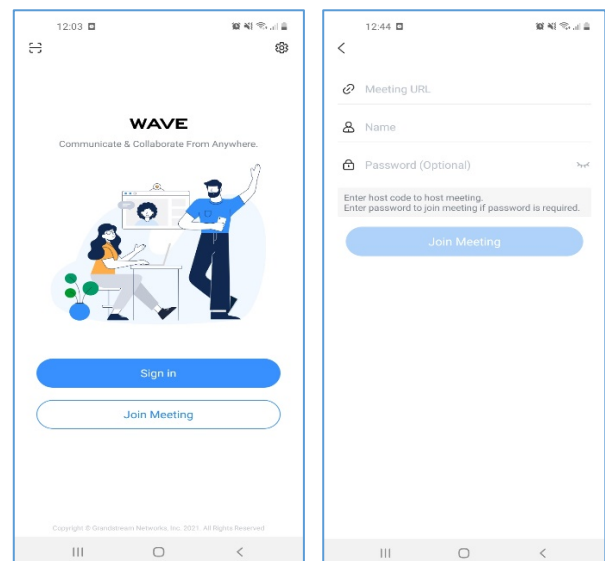 12:03
WAVE
Communicate & Collaborate From Anywhere.
Sign in
Join Meeting
Copyright © Grandstream Networks, Inc. 2021. All Rights Reserved
12:44
Meeting URL
Name
Password (Optional)
Enter host code to host meeting.
Enter password to join meeting if password is required.
Join Meeting